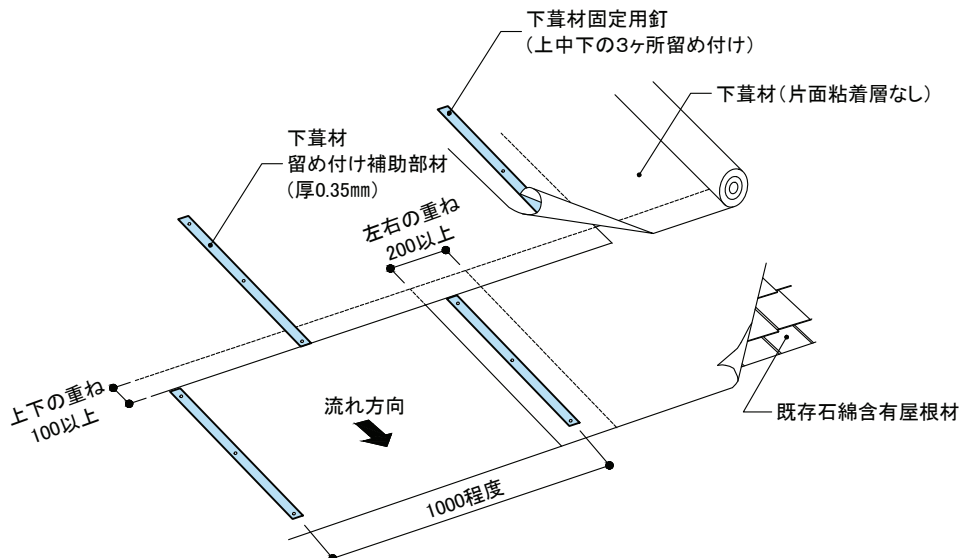 下葺材固定用釘
（上中下の3ヶ所留め付け）
下葺材（片面粘着層なし）
下葺材
留め付け補助部材
（厚0.35㎜）
左右の重ね
200以上
上下の重ね
100以上
流れ方向
既存石綿含有屋根材
1000程度